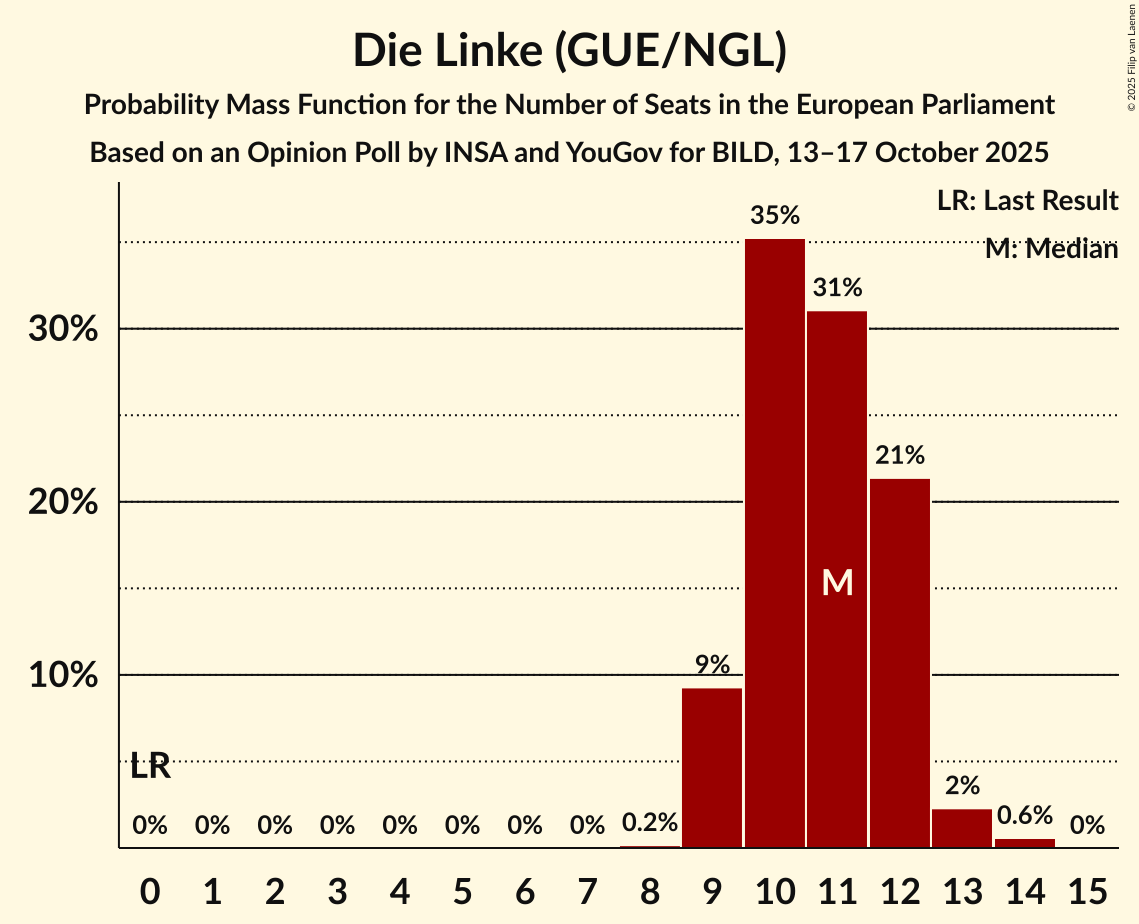 Die Linke (GUE/NGL)
Probability Mass Function for the Number of Seats in the European Parliament
Based on an Opinion Poll by INSA and YouGov for BILD, 13–17 October 2025
© 2025 Filip van Laenen
LR: Last Result
M: Median
35%
31%
30%
21%
20%
M
9%
10%
LR
2%
0% 0% 0% 0% 0% 0% 0% 0% 0.2% 0.6% 0%
0 1 2 3 4 5 6 7 8 9 10 11 12 13 14 15